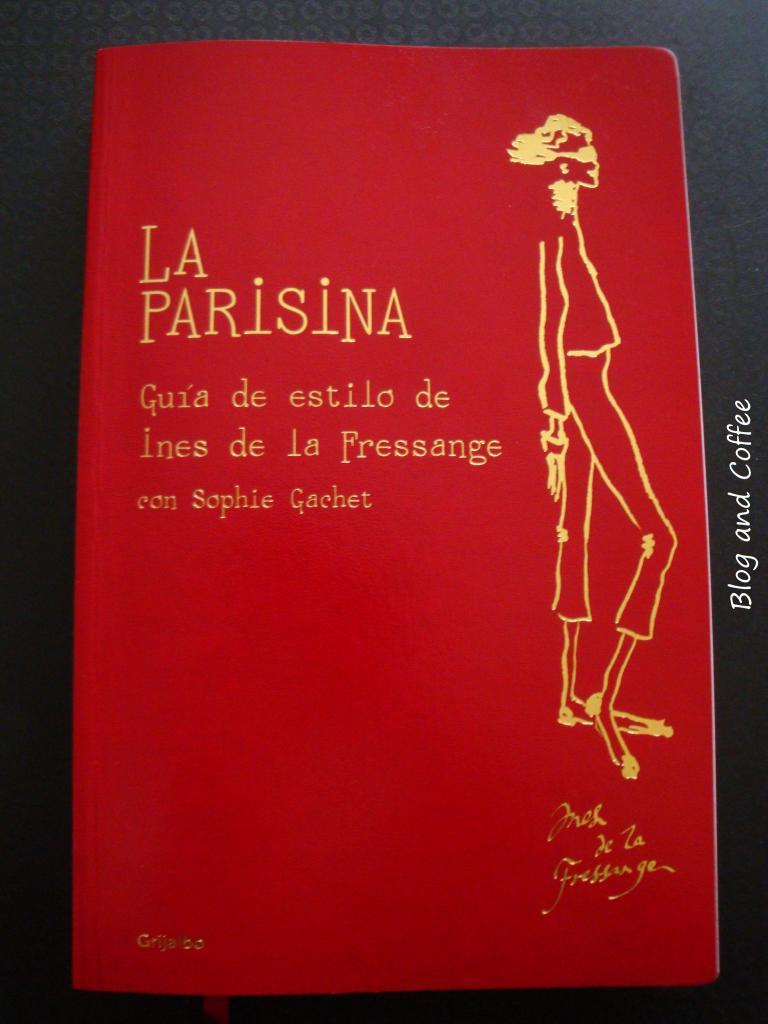 LA
PARiSiNA
Guía de estilo de
ines de la Fressange
con Sophie Gachet
Ines
de la
Fressange
Grijalbo
Blog and Coffee